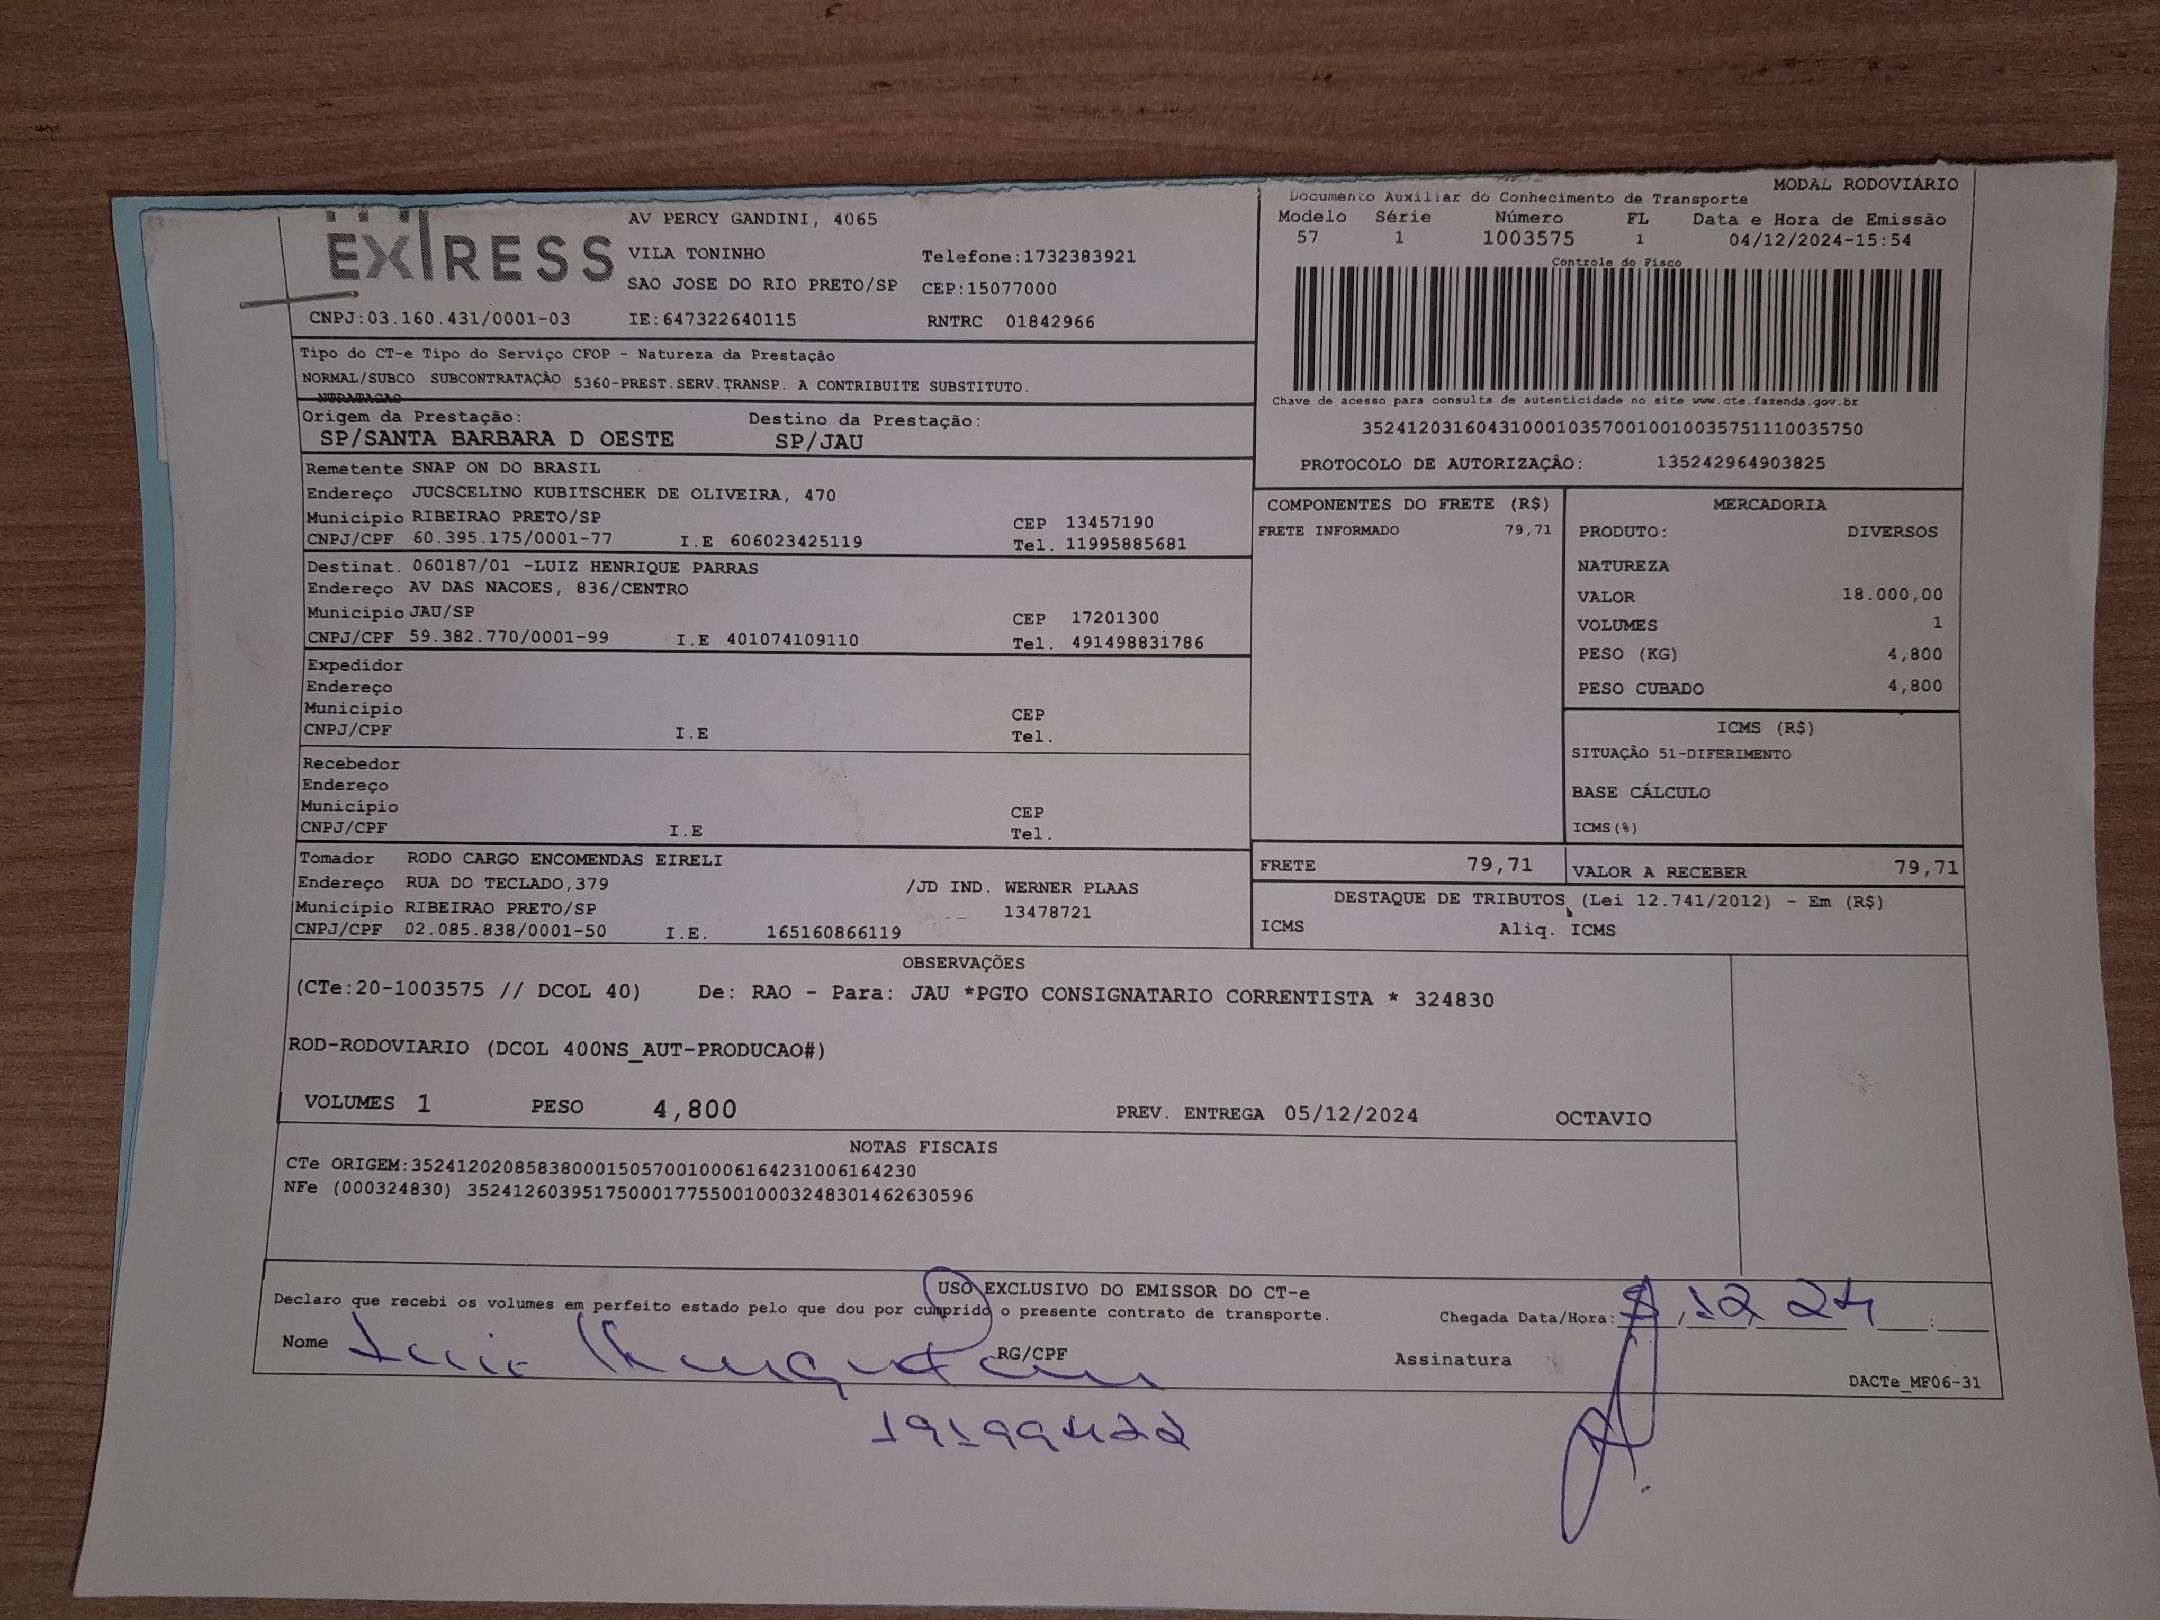 EXPRESS
AV PERCY GANDINI, 4065
VILA TONINHO Telefone:1732383921
SAO JOSE DO RIO PRETO/SP CEP:15077000
CNPJ:03.160.431/0001-03 IE:647322640115 RNTRC 01842966
MODAL RODOVIÁRIO
Documento Auxiliar do Conhecimento de Transporte
Modelo Série Número FL Data e Hora de Emissão
57 1 1003575 1 04/12/2024-15:54
Controle do Fisco
Chave de acesso para consulta de autenticidade no site www.cte.fazenda.gov.br
35241203160431000103570010010035751110035750
PROTOCOLO DE AUTORIZAÇÃO: 135242964903825
Tipo do CT-e Tipo do Serviço CFOP - Natureza da Prestação
NORMAL/SUBCO SUBCONTRATAÇÃO 5360-PREST.SERV.TRANSP. A CONTRIBUITE SUBSTITUTO.
NTRATACAO
Origem da Prestação: Destino da Prestação:
SP/SANTA BARBARA D OESTE SP/JAU
Remetente SNAP ON DO BRASIL
Endereço JUCSCELINO KUBITSCHEK DE OLIVEIRA, 470
Município RIBEIRAO PRETO/SP CEP 13457190
CNPJ/CPF 60.395.175/0001-77 I.E 606023425119 Tel. 11995885681
Destinat. 060187/01 -LUIZ HENRIQUE PARRAS
Endereço AV DAS NACOES, 836/CENTRO
Município JAU/SP CEP 17201300
CNPJ/CPF 59.382.770/0001-99 I.E 401074109110 Tel. 491498831786
Expedidor
Endereço
Município CEP
CNPJ/CPF I.E Tel.
Recebedor
Endereço
Município CEP
CNPJ/CPF I.E Tel.
Tomador RODO CARGO ENCOMENDAS EIRELI
Endereço RUA DO TECLADO,379 /JD IND. WERNER PLAAS
Município RIBEIRAO PRETO/SP 13478721
CNPJ/CPF 02.085.838/0001-50 I.E. 165160866119
COMPONENTES DO FRETE (R$)
FRETE INFORMADO 79,71
MERCADORIA
PRODUTO: DIVERSOS
NATUREZA
VALOR 18.000,00
VOLUMES 1
PESO (KG) 4,800
PESO CUBADO 4,800
ICMS (R$)
SITUAÇÃO 51-DIFERIMENTO
BASE CÁLCULO
ICMS(%)
FRETE 79,71 VALOR A RECEBER 79,71
DESTAQUE DE TRIBUTOS (Lei 12.741/2012) - Em (R$)
ICMS Aliq. ICMS
OBSERVAÇÕES
(CTe:20-1003575 // DCOL 40) De: RAO - Para: JAU *PGTO CONSIGNATARIO CORRENTISTA * 324830
ROD-RODOVIARIO (DCOL 400NS_AUT-PRODUCAO#)
VOLUMES 1 PESO 4,800 PREV. ENTREGA 05/12/2024 OCTAVIO
NOTAS FISCAIS
CTe ORIGEM:35241202085838000150570010006164231006164230
NFe (000324830) 35241260395175000177550010003248301462630596
USO EXCLUSIVO DO EMISSOR DO CT-e
Declaro que recebi os volumes em perfeito estado pelo que dou por cumprido o presente contrato de transporte. Chegada Data/Hora: 12 24
Nome Luiz RG/CPF Assinatura
DACTe_MF06-31
19199422